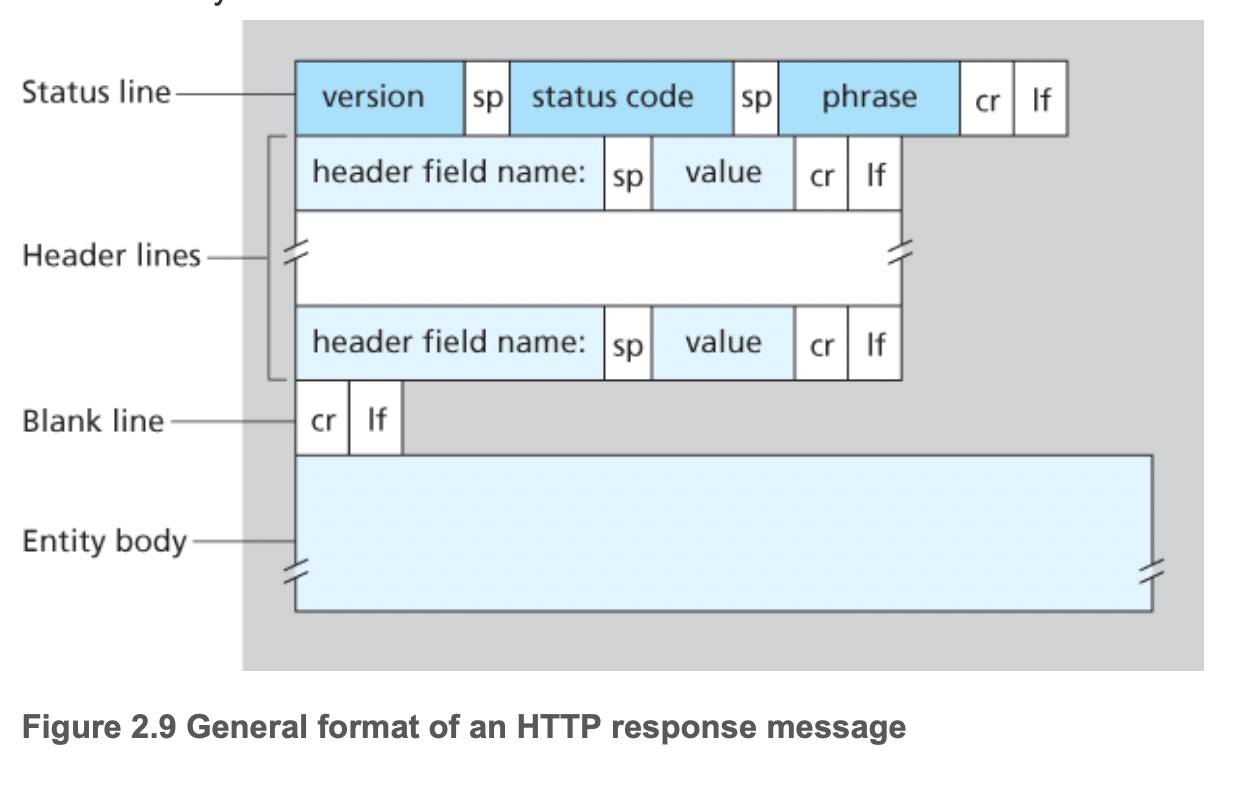 Status line
version sp status code sp phrase cr lf
header field name: sp value cr lf
Header lines
header field name: sp value cr lf
Blank line
cr lf
Entity body
Figure 2.9 General format of an HTTP response message